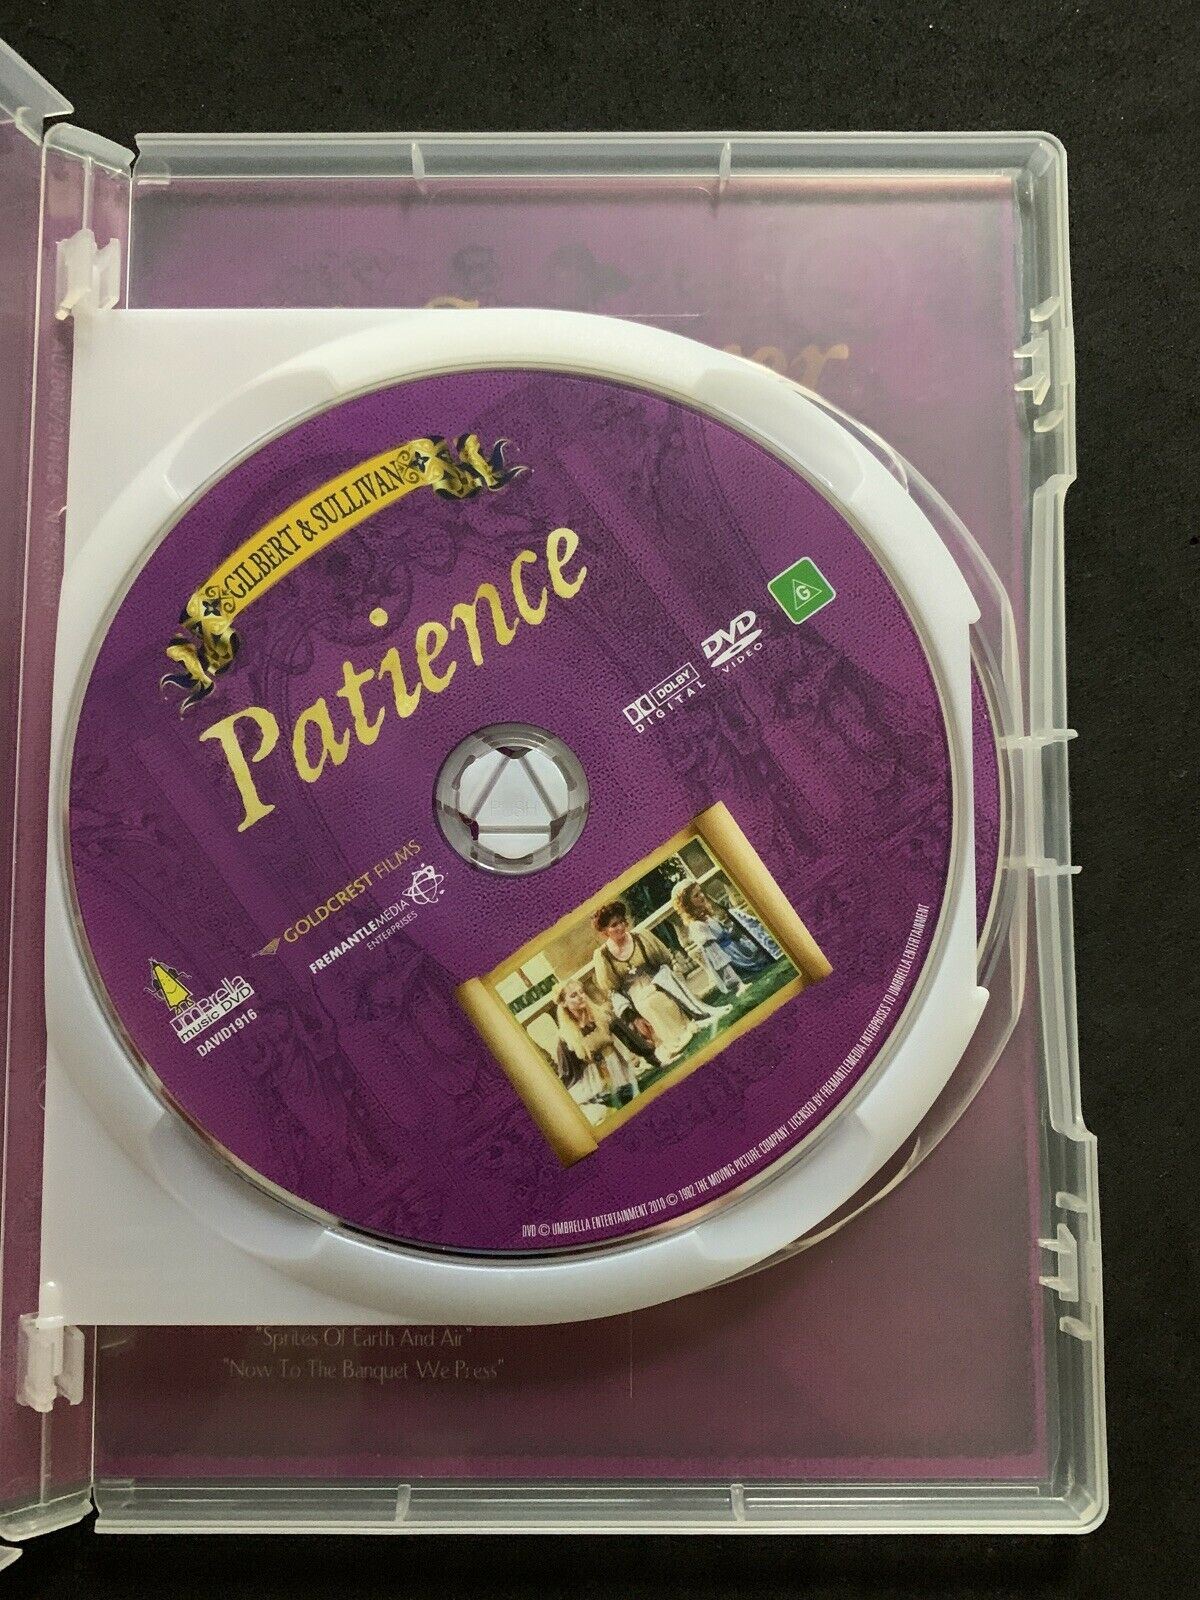 GILBERT & SULLIVAN
Patience
G
DOLBY
DIGITAL
DVD
VIDEO
PUSH
GOLDCREST FILMS
FREMANTLEMEDIA
ENTERPRISES
umbrella
music DVD
DAVID1916
DVD © UMBRELLA ENTERTAINMENT 2010 © 1982 THE MOVING PICTURE COMPANY. LICENSED BY FREMANTLEMEDIA ENTERPRISES TO UMBRELLA ENTERTAINMENT
"Sprites Of Earth And Air"
"Now To The Banquet We Press"